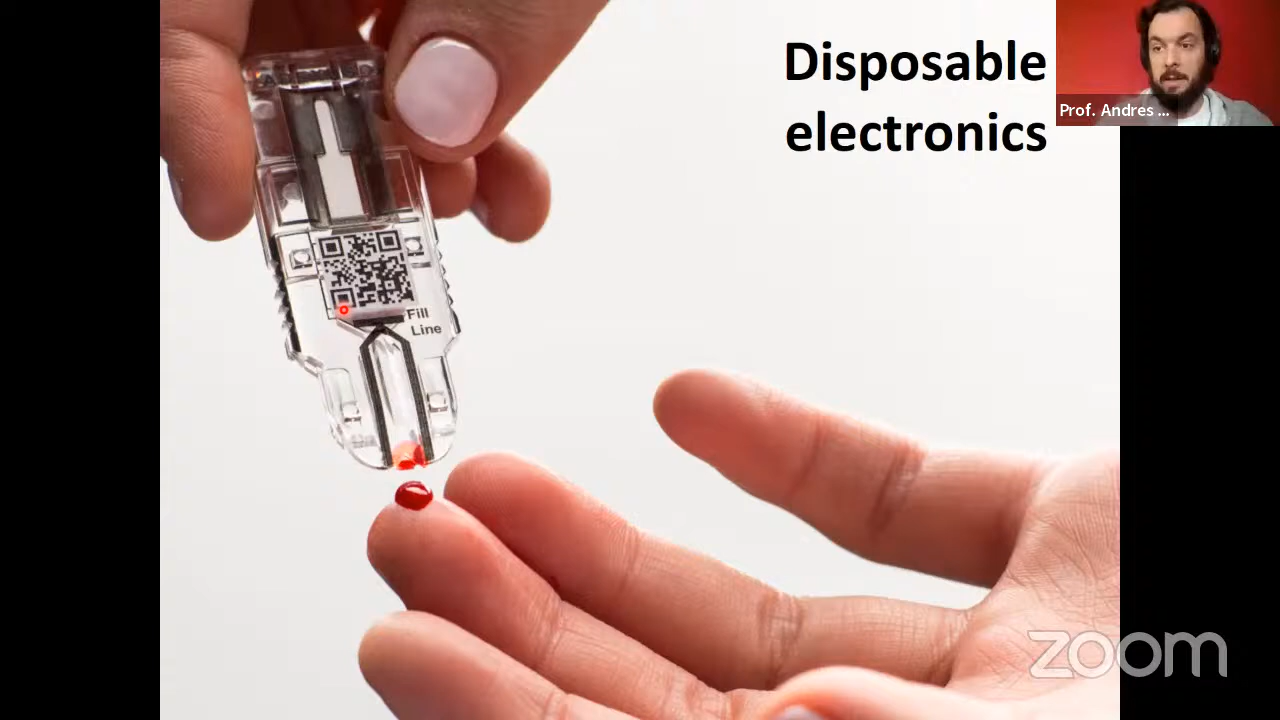 Disposable
electronics
Prof. Andres ...
Fill
Line
zoom